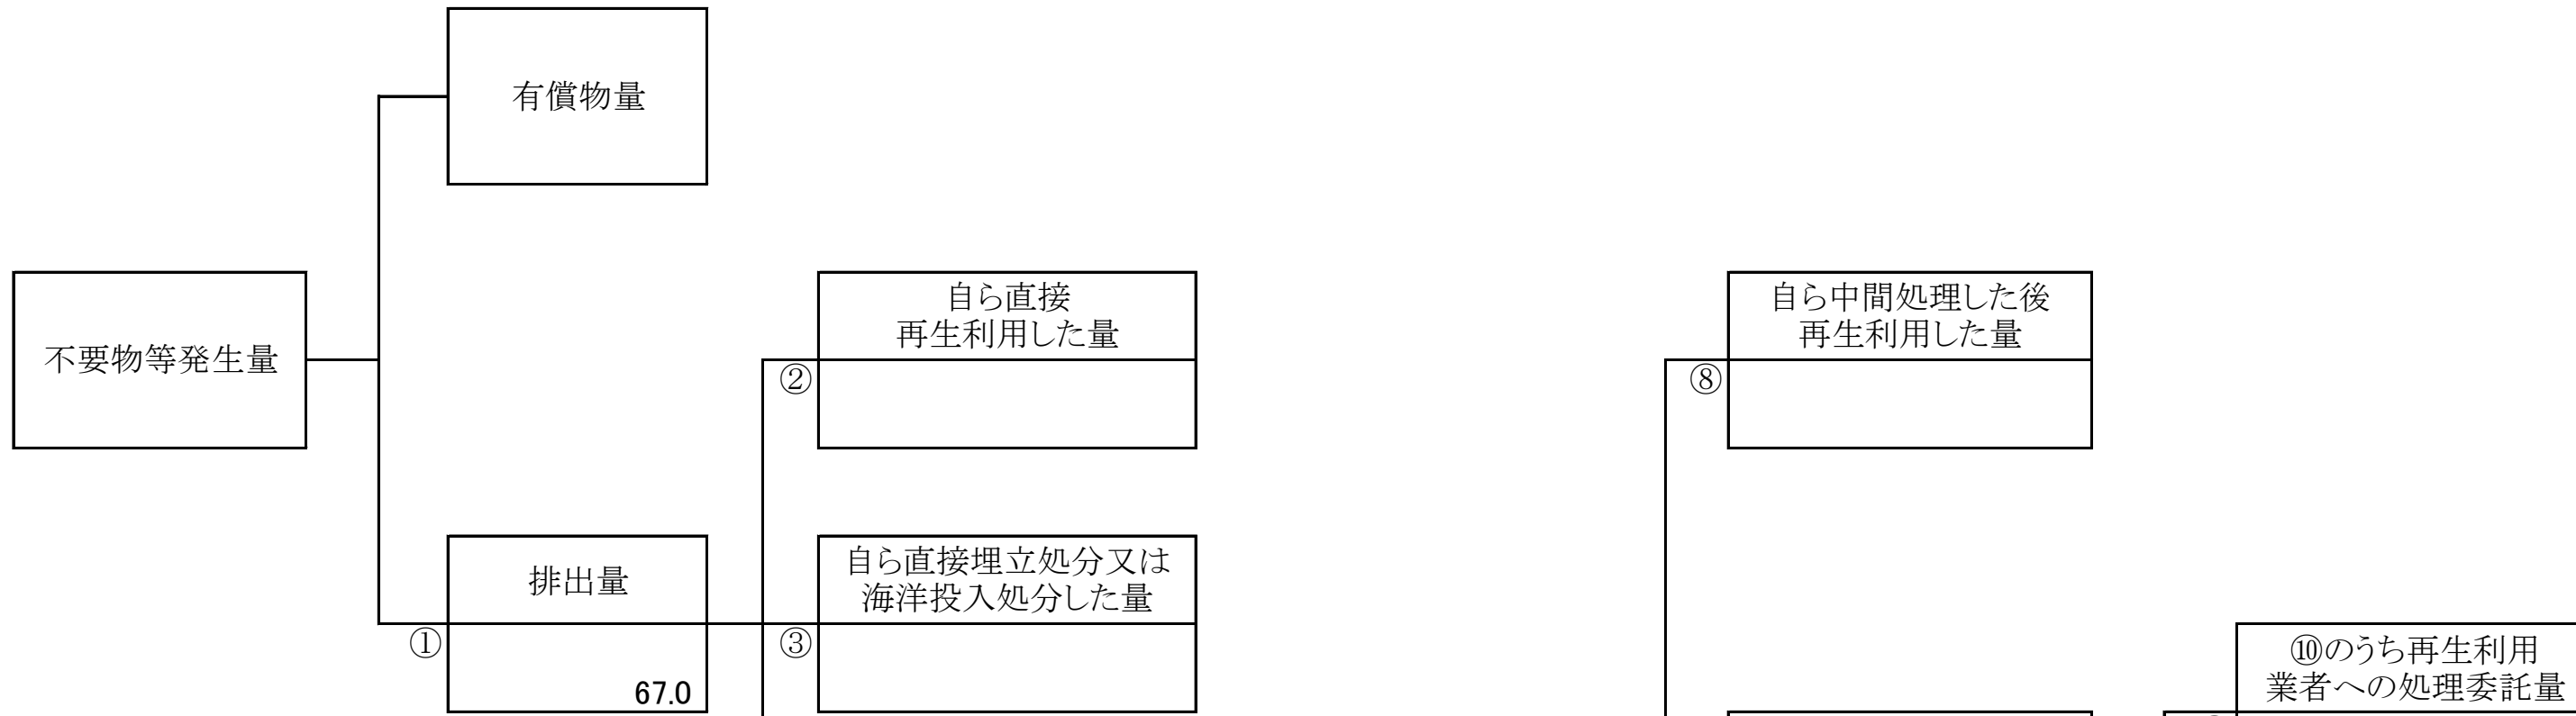 有償物量
不要物等発生量
自ら直接
再生利用した量
②
自ら中間処理した後
再生利用した量
⑧
排出量
①
67.0
自ら直接埋立処分又は
海洋投入処分した量
③
⑩のうち再生利用
業者への処理委託量